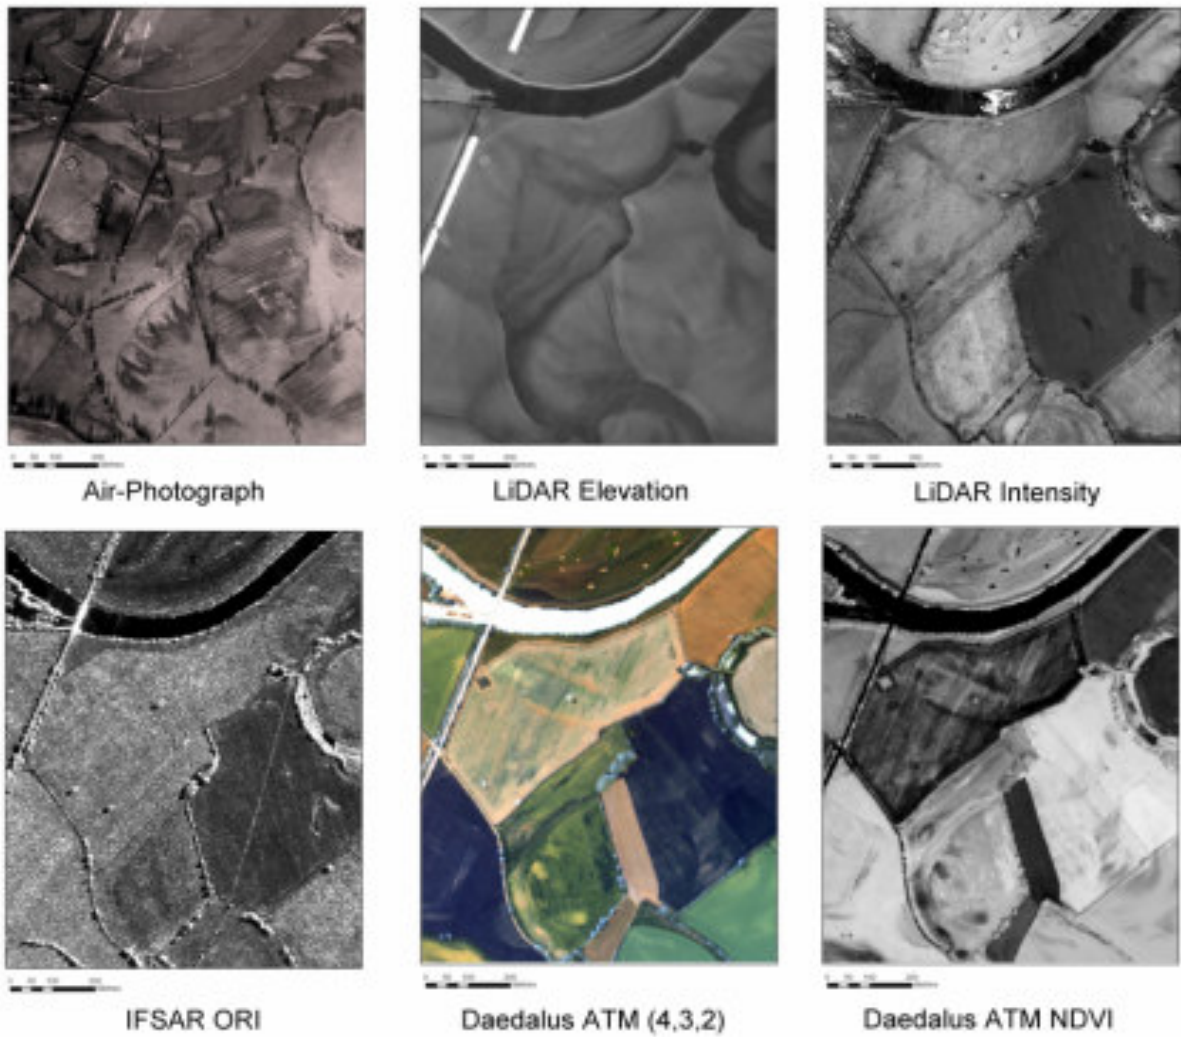 Air-Photograph
LiDAR Elevation
LiDAR Intensity
IFSAR ORI
Daedalus ATM (4,3,2)
Daedalus ATM NDVI